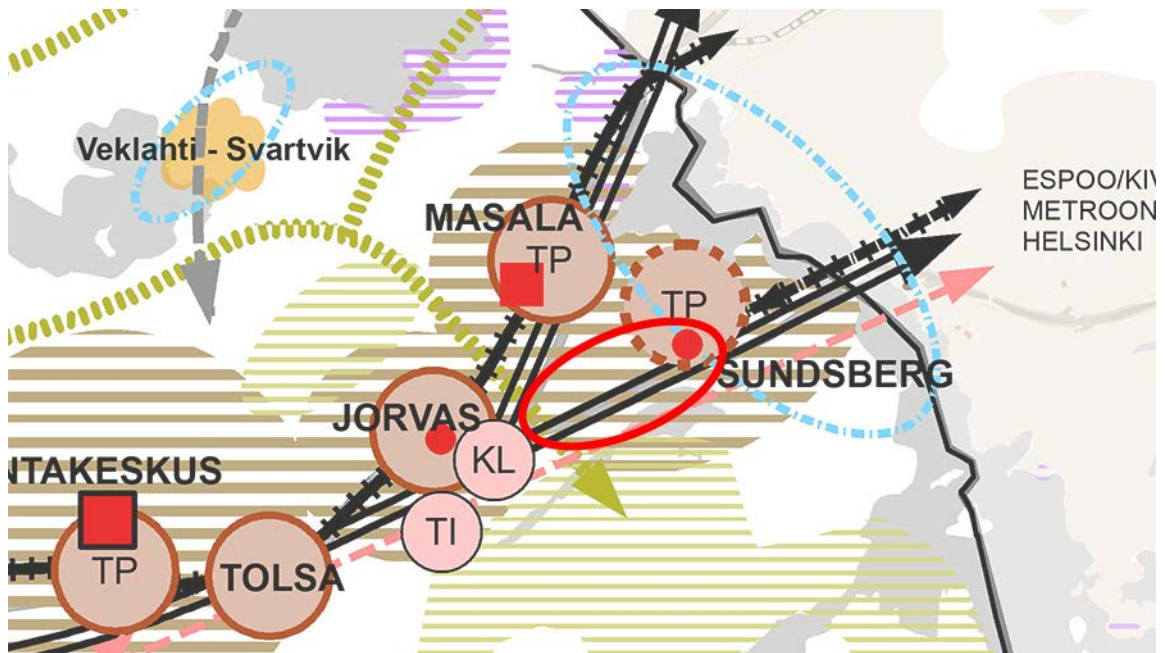 Veklahti - Svartvik
ESPOO/KIV
METROON
HELSINKI
MASALA
TP
TP
SUNDSBERG
JORVAS
KL
NTAKESKUS
TI
TP
TOLSA